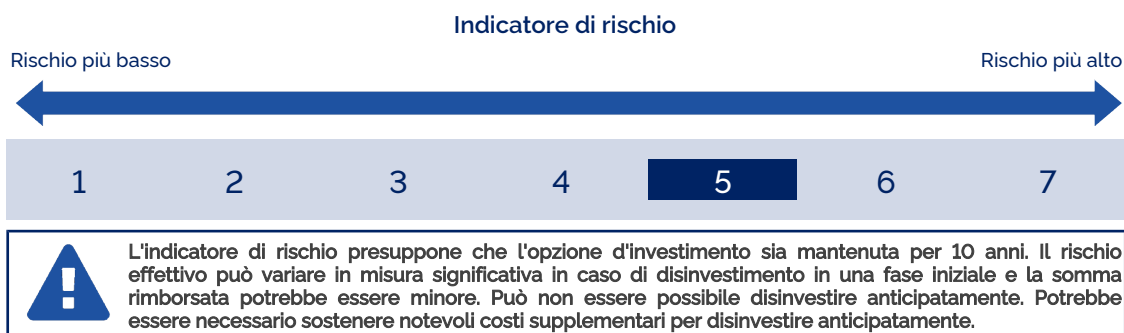 Indicatore di rischio
Rischio più basso
Rischio più alto
1 2 3 4 5 6 7
L'indicatore di rischio presuppone che l'opzione d'investimento sia mantenuta per 10 anni. Il rischio
effettivo può variare in misura significativa in caso di disinvestimento in una fase iniziale e la somma
rimborsata potrebbe essere minore. Può non essere possibile disinvestire anticipatamente. Potrebbe
essere necessario sostenere notevoli costi supplementari per disinvestire anticipatamente.